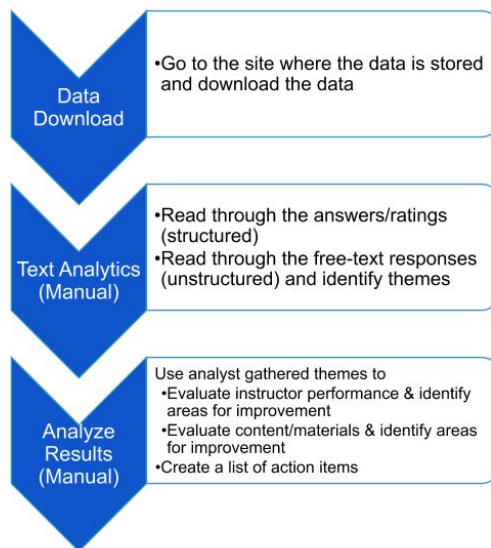 Data
Download
•Go to the site where the data is stored
and download the data
Text Analytics
(Manual)
•Read through the answers/ratings
(structured)
•Read through the free-text responses
(unstructured) and identify themes
Analyze
Results
(Manual)
Use analyst gathered themes to
•Evaluate instructor performance & identify
areas for improvement
•Evaluate content/materials & identify areas
for improvement
•Create a list of action items